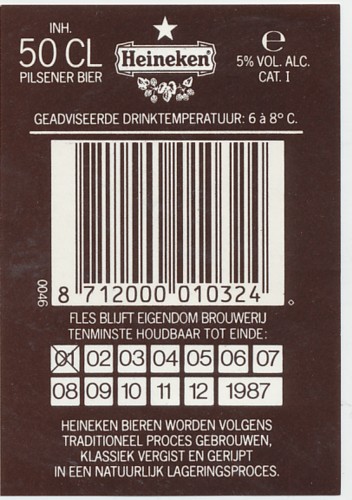 INH.
50 CL
PILSENER BIER
Heineken
e
5% VOL. ALC.
CAT. I
GEADVISEERDE DRINKTEMPERATUUR: 6 à 8° C.
0046
8 712000 010324
FLES BLIJFT EIGENDOM BROUWERIJ
TENMINSTE HOUDBAAR TOT EINDE:
01 02 03 04 05 06 07
08 09 10 11 12 1987
HEINEKEN BIEREN WORDEN VOLGENS
TRADITIONEEL PROCES GEBROUWEN,
KLASSIEK VERGIST EN GERIJPT
IN EEN NATUURLIJK LAGERINGSPROCES.